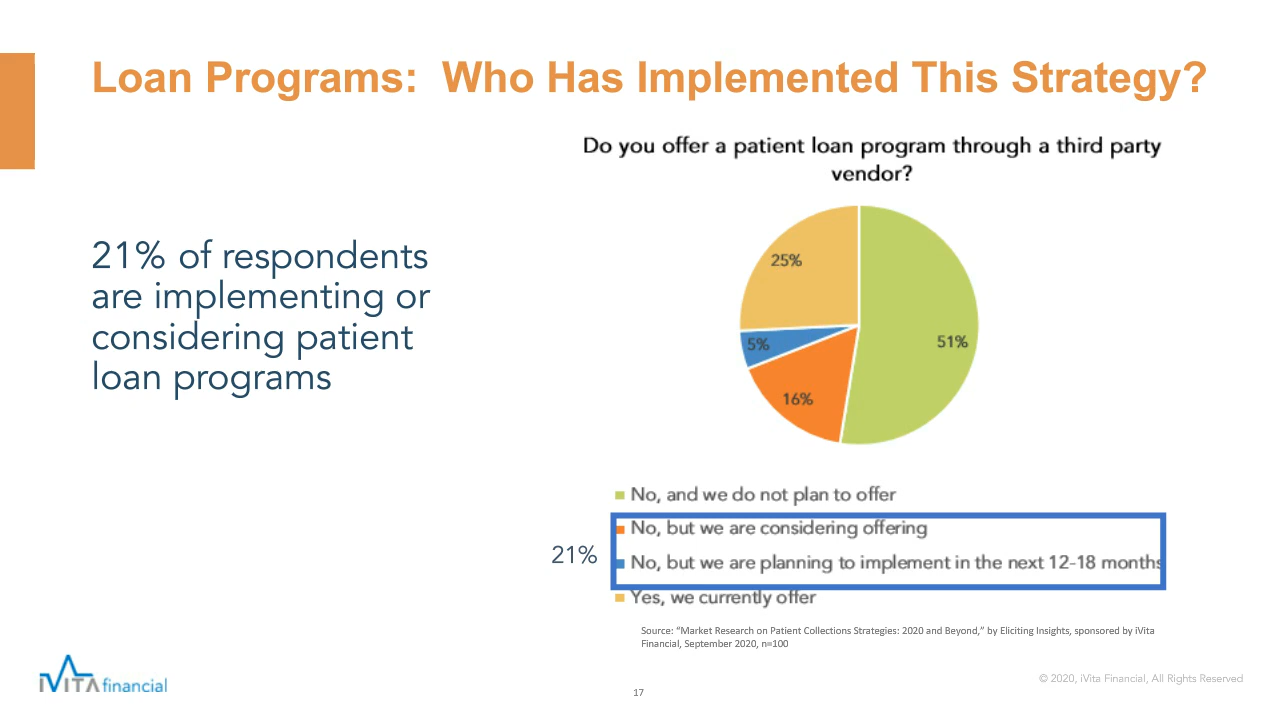 Loan Programs: Who Has Implemented This Strategy?
Do you offer a patient loan program through a third party
vendor?
21% of respondents
are implementing or
considering patient
loan programs
25%
5%
51%
16%
No, and we do not plan to offer
No, but we are considering offering
21%
No, but we are planning to implement in the next 12-18 months
Yes, we currently offer
Source: “Market Research on Patient Collections Strategies: 2020 and Beyond,” by Eliciting Insights, sponsored by iVita
Financial, September 2020, n=100
iVITA financial
© 2020, iVita Financial, All Rights Reserved
17